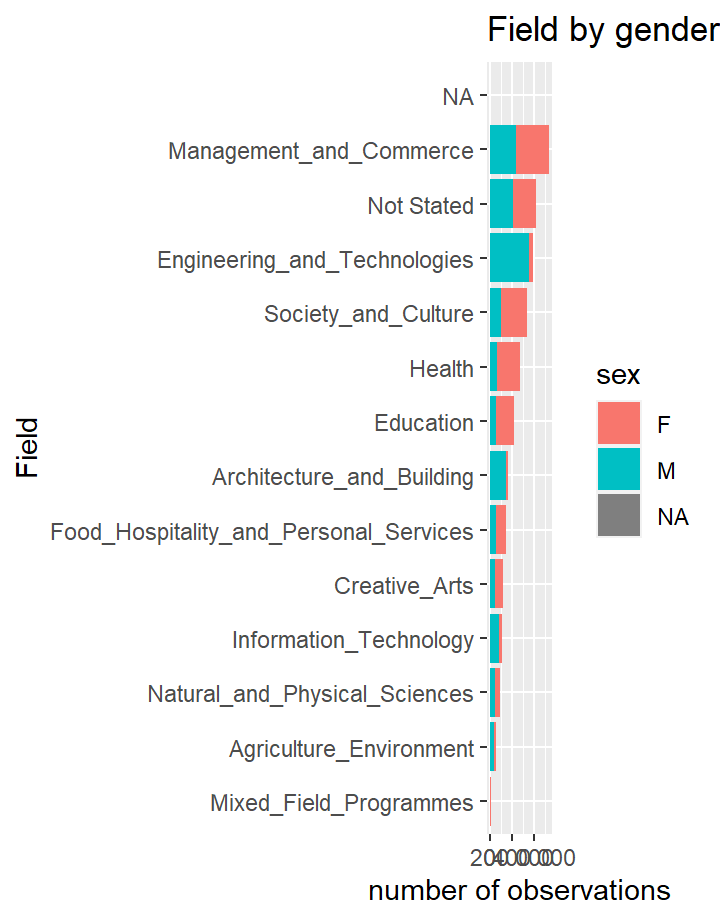 Field by gender
NA
Management_and_Commerce
Not Stated
Engineering_and_Technologies
Society_and_Culture
Health
Education
Architecture_and_Building
Food_Hospitality_and_Personal_Services
Creative_Arts
Information_Technology
Natural_and_Physical_Sciences
Agriculture_Environment
Mixed_Field_Programmes
Field
number of observations
sex
F
M
NA